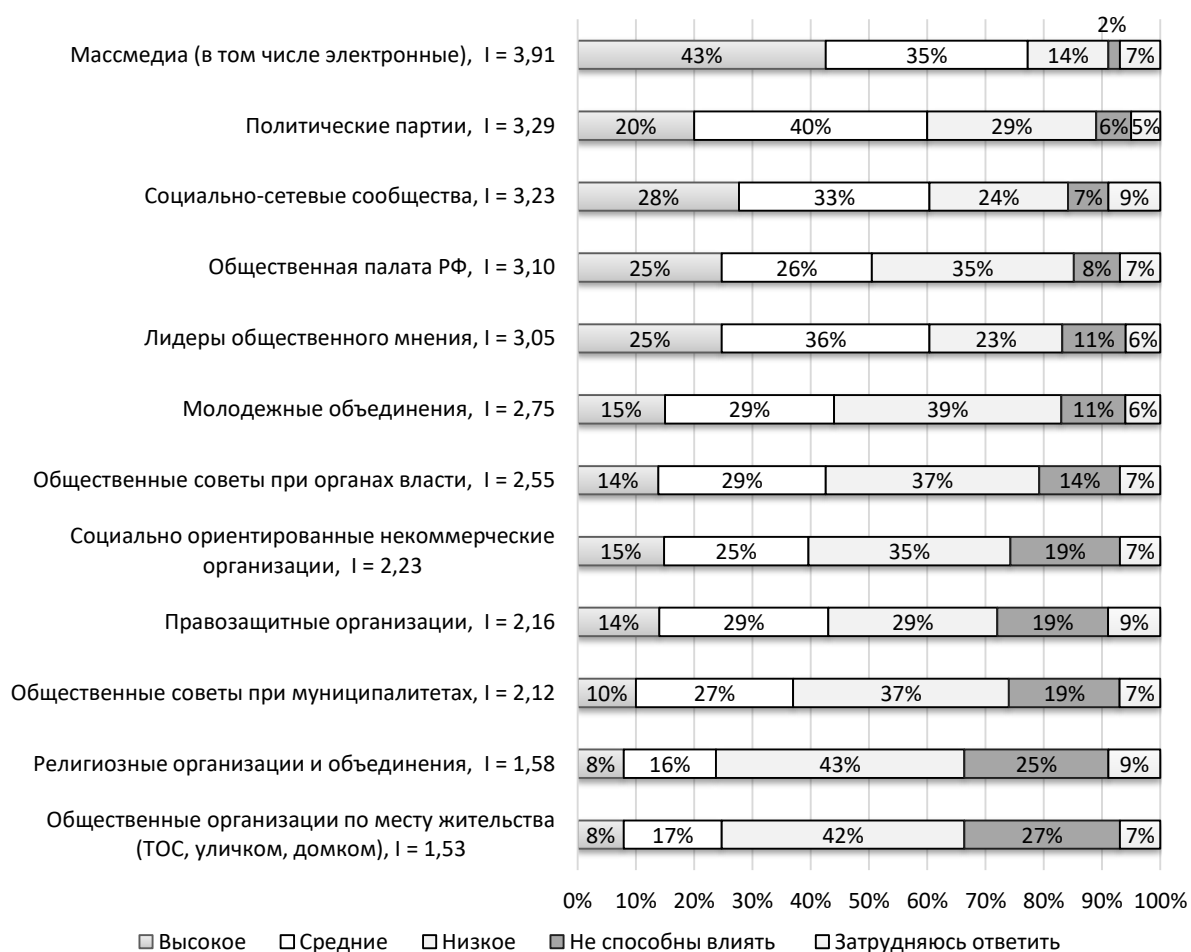 2%
Массмедиа (в том числе электронные), I = 3,91 43% 35% 14% 7%
Политические партии, I = 3,29 20% 40% 29% 6% 5%
Социально-сетевые сообщества, I = 3,23 28% 33% 24% 7% 9%
Общественная палата РФ, I = 3,10 25% 26% 35% 8% 7%
Лидеры общественного мнения, I = 3,05 25% 36% 23% 11% 6%
Молодежные объединения, I = 2,75 15% 29% 39% 11% 6%
Общественные советы при органах власти, I = 2,55 14% 29% 37% 14% 7%
Социально ориентированные некоммерческие
организации, I = 2,23 15% 25% 35% 19% 7%
Правозащитные организации, I = 2,16 14% 29% 29% 19% 9%
Общественные советы при муниципалитетах, I = 2,12 10% 27% 37% 19% 7%
Религиозные организации и объединения, I = 1,58 8% 16% 43% 25% 9%
Общественные организации по месту жительства
(ТОС, уличком, домком), I = 1,53 8% 17% 42% 27% 7%
0% 10% 20% 30% 40% 50% 60% 70% 80% 90% 100%
Высокое Средние Низкое Не способны влиять Затрудняюсь ответить